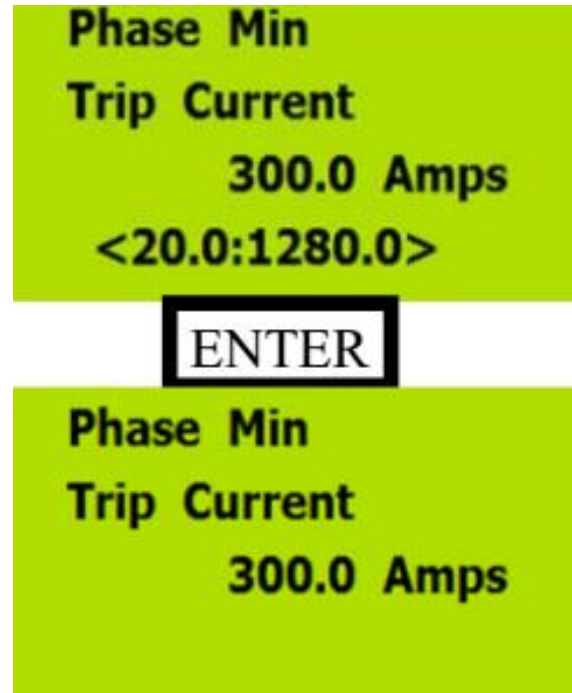 Phase Min
Trip Current
300.0 Amps
<20.0:1280.0>
ENTER
Phase Min
Trip Current
300.0 Amps